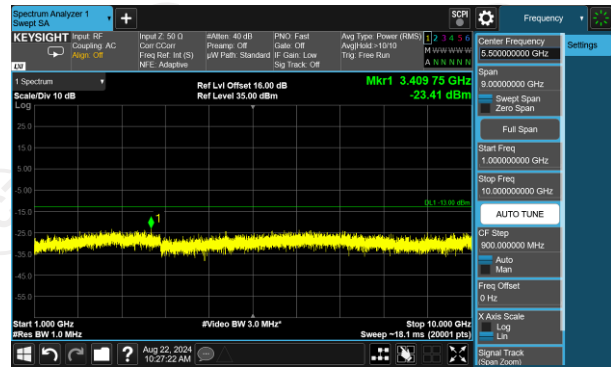 Spectrum Analyzer 1
Swept SA
+
SCPI
Frequency
KEYSIGHT
Input: RF
Coupling: AC
Align: Off
Input Z: 50 Ω
Corr CCorr
Freq Ref: Int (S)
NFE: Adaptive
#Atten: 40 dB
Preamp: Off
µW Path: Standard
PNO: Fast
Gate: Off
IF Gain: Low
Sig Track: Off
Avg Type: Power (RMS)
Avg|Hold:>10/10
Trig: Free Run
1 2 3 4 5 6
M W W W W W
A N N N N N
LXI
1 Spectrum
Scale/Div 10 dB
Log
Ref Lvl Offset 16.00 dB
Ref Level 35.00 dBm
Mkr1 3.409 75 GHz
-23.41 dBm
25.0
15.0
5.00
-5.00
-15.0
-25.0
-35.0
-45.0
-55.0
DL1 -13.00 dBm
1
Start 1.000 GHz
#Res BW 1.0 MHz
#Video BW 3.0 MHz*
Stop 10.000 GHz
Sweep ~18.1 ms (20001 pts)
Center Frequency
5.500000000 GHz
Settings
Span
9.00000000 GHz
Swept Span
Zero Span
Full Span
Start Freq
1.000000000 GHz
Stop Freq
10.000000000 GHz
AUTO TUNE
CF Step
900.000000 MHz
Auto
Man
Freq Offset
0 Hz
X Axis Scale
Log
Lin
Signal Track
(Span Zoom)
?
Aug 22, 2024
10:27:22 AM